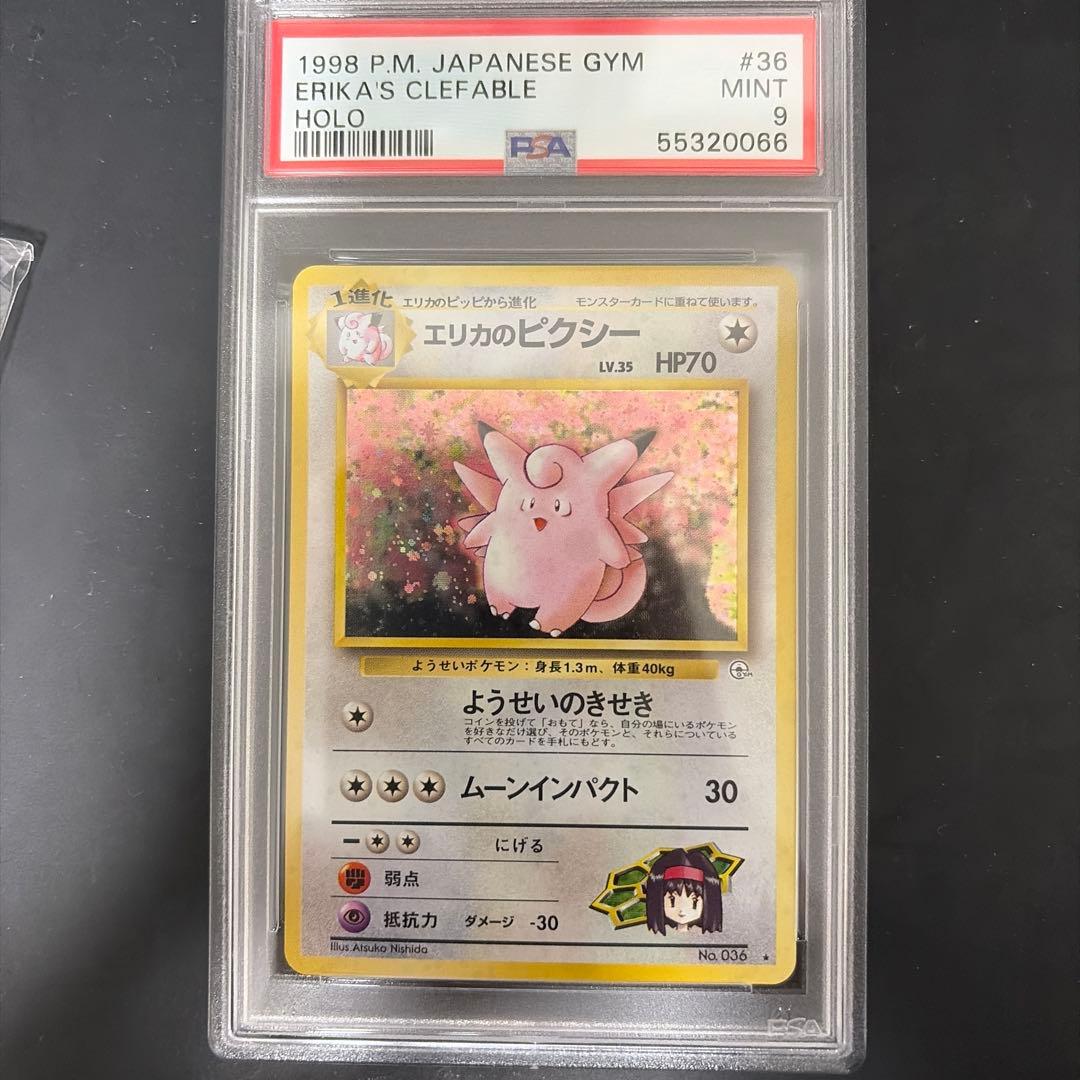 1998 P.M. JAPANESE GYM #36
ERIKA'S CLEFABLE MINT
HOLO 9
PSA 55320066
1進化 エリカのピッピから進化 モンスターカードに重ねて使います。
エリカのピクシー
LV.35 HP70
ようせいポケモン：身長1.3m、体重40kg
GYM
ようせいのきせき
コインを投げて「おもて」なら、自分の場にいるポケモン
を好きなだけ選び、そのポケモンと、それらについている
すべてのカードを手札にもどす。
ムーンインパクト 30
にげる
弱点
抵抗力 ダメージ -30
Illus Atsuko Nishida
No. 036 ★
PSA